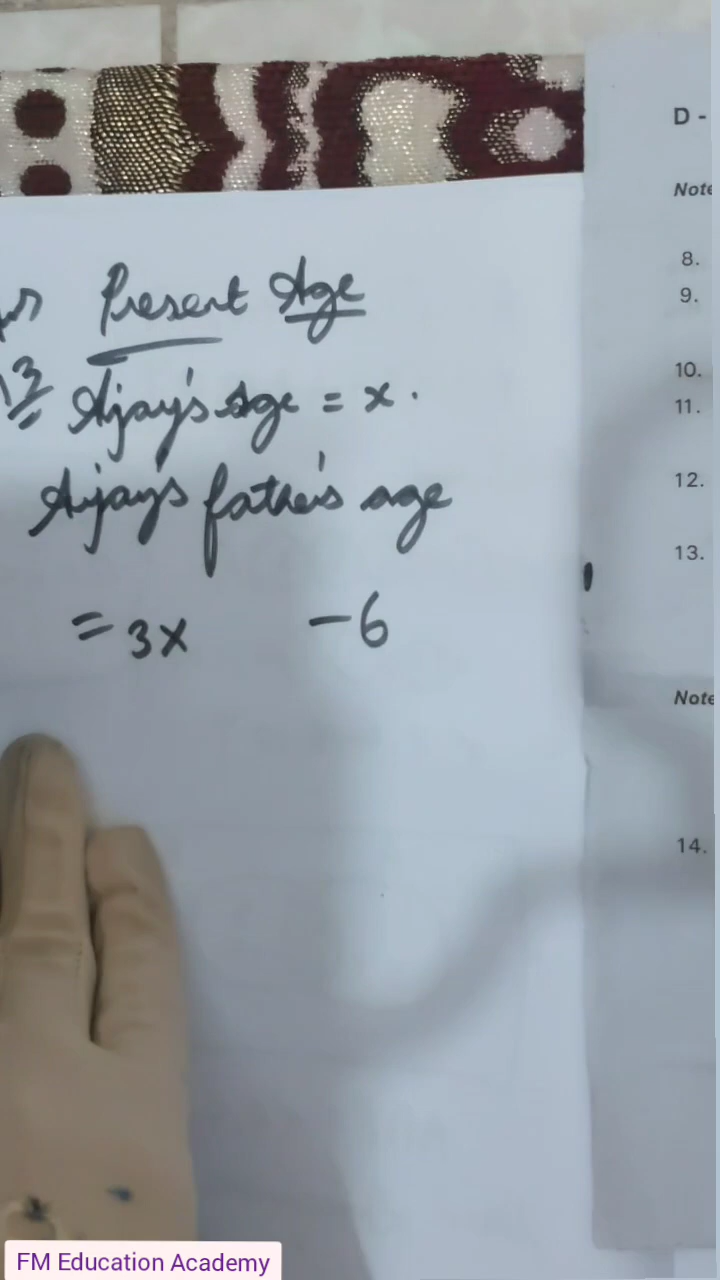 Present Age
Ajay's Age = x.
Ajay's father's age
= 3x - 6
D -
Note
8.
9.
10.
11.
12.
13.
Note
14.
FM Education Academy